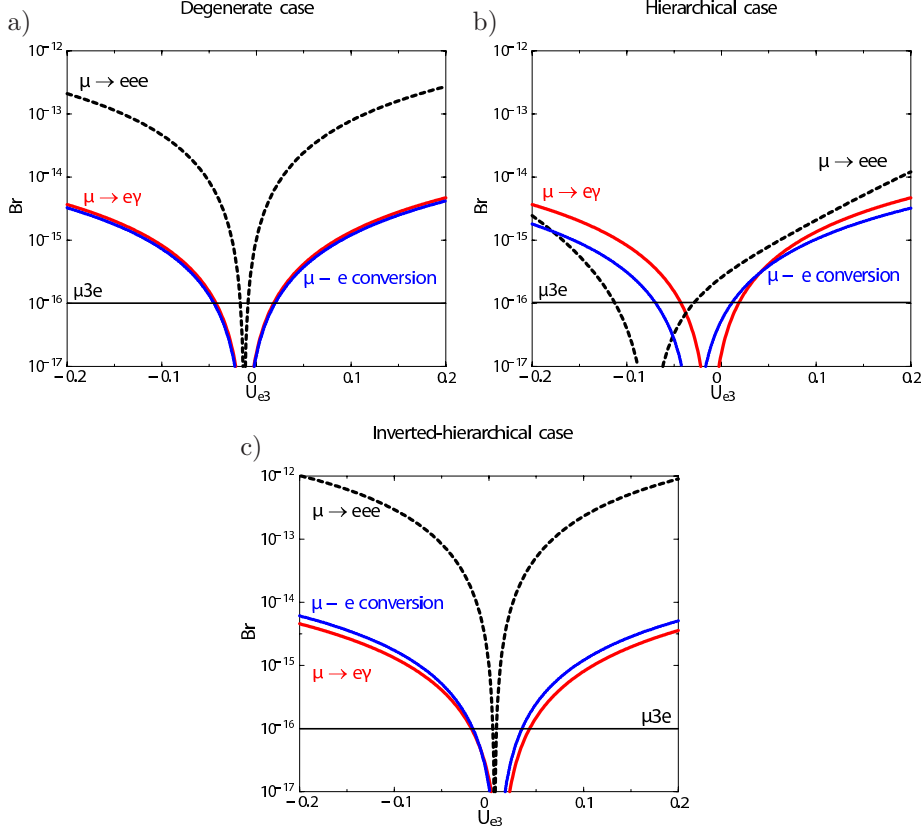 Degenerate case
a)
Br
10⁻¹²
10⁻¹³
10⁻¹⁴
10⁻¹⁵
10⁻¹⁶
10⁻¹⁷
μ → eee
μ → eγ
μ − e conversion
μ3e
−0.2 −0.1 0 0.1 0.2
Ue3
Hierarchical case
b)
Br
10⁻¹²
10⁻¹³
10⁻¹⁴
10⁻¹⁵
10⁻¹⁶
10⁻¹⁷
μ → eee
μ → eγ
μ − e conversion
μ3e
−0.2 −0.1 0 0.1 0.2
Ue3
Inverted-hierarchical case
c)
Br
10⁻¹²
10⁻¹³
10⁻¹⁴
10⁻¹⁵
10⁻¹⁶
10⁻¹⁷
μ → eee
μ − e conversion
μ → eγ
μ3e
−0.2 −0.1 0 0.1 0.2
Ue3